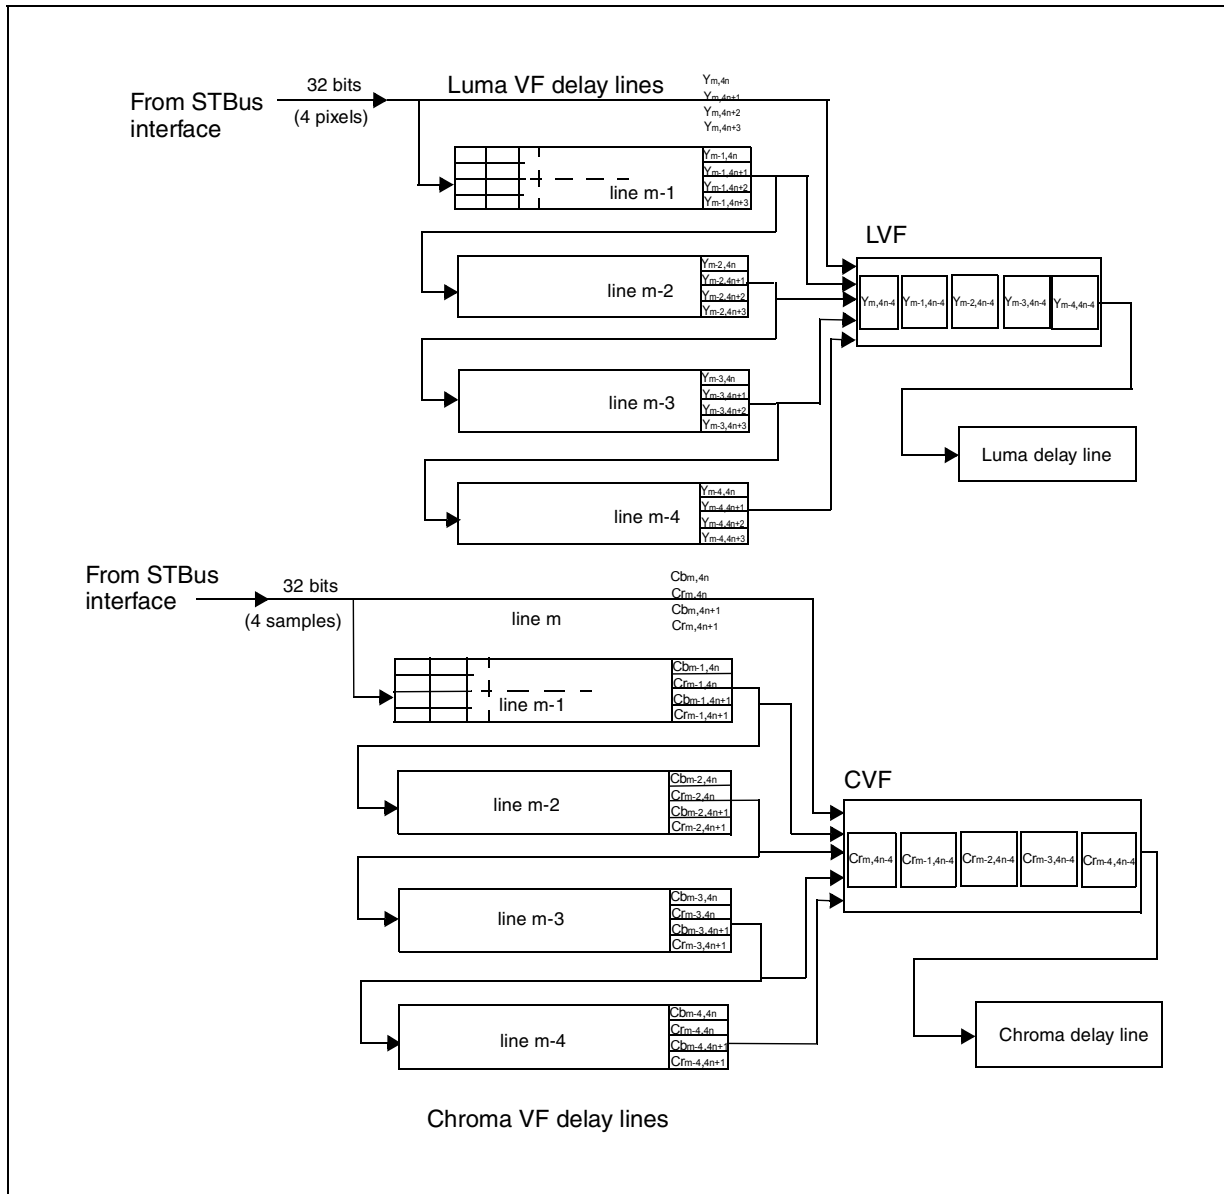 From STBus
interface
32 bits
(4 pixels)
Luma VF delay lines
Ym,4n
Ym,4n+1
Ym,4n+2
Ym,4n+3
line m-1
Ym-1,4n
Ym-1,4n+1
Ym-1,4n+2
Ym-1,4n+3
line m-2
Ym-2,4n
Ym-2,4n+1
Ym-2,4n+2
Ym-2,4n+3
line m-3
Ym-3,4n
Ym-3,4n+1
Ym-3,4n+2
Ym-3,4n+3
line m-4
Ym-4,4n
Ym-4,4n+1
Ym-4,4n+2
Ym-4,4n+3
LVF
Ym,4n-4
Ym-1,4n-4
Ym-2,4n-4
Ym-3,4n-4
Ym-4,4n-4
Luma delay line
From STBus
interface
32 bits
(4 samples)
line m
Cbm,4n
Crm,4n
Cbm,4n+1
Crm,4n+1
line m-1
Cbm-1,4n
Crm-1,4n
Cbm-1,4n+1
Crm-1,4n+1
line m-2
Cbm-2,4n
Crm-2,4n
Cbm-2,4n+1
Crm-2,4n+1
line m-3
Cbm-3,4n
Crm-3,4n
Cbm-3,4n+1
Crm-3,4n+1
line m-4
Cbm-4,4n
Crm-4,4n
Cbm-4,4n+1
Crm-4,4n+1
CVF
Crm,4n-4
Crm-1,4n-4
Crm-2,4n-4
Crm-3,4n-4
Crm-4,4n-4
Chroma delay line
Chroma VF delay lines